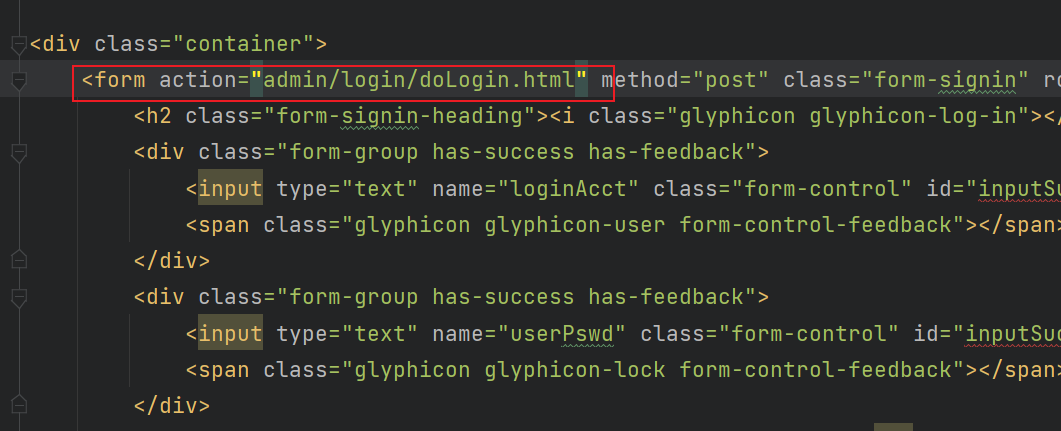 <div class="container">
<form action="admin/login/doLogin.html" method="post" class="form-signin" ro
<h2 class="form-signin-heading"><i class="glyphicon glyphicon-log-in"></
<div class="form-group has-success has-feedback">
<input type="text" name="loginAcct" class="form-control" id="inputSu
<span class="glyphicon glyphicon-user form-control-feedback"></span>
</div>
<div class="form-group has-success has-feedback">
<input type="text" name="userPswd" class="form-control" id="inputSuc
<span class="glyphicon glyphicon-lock form-control-feedback"></span>
</div>